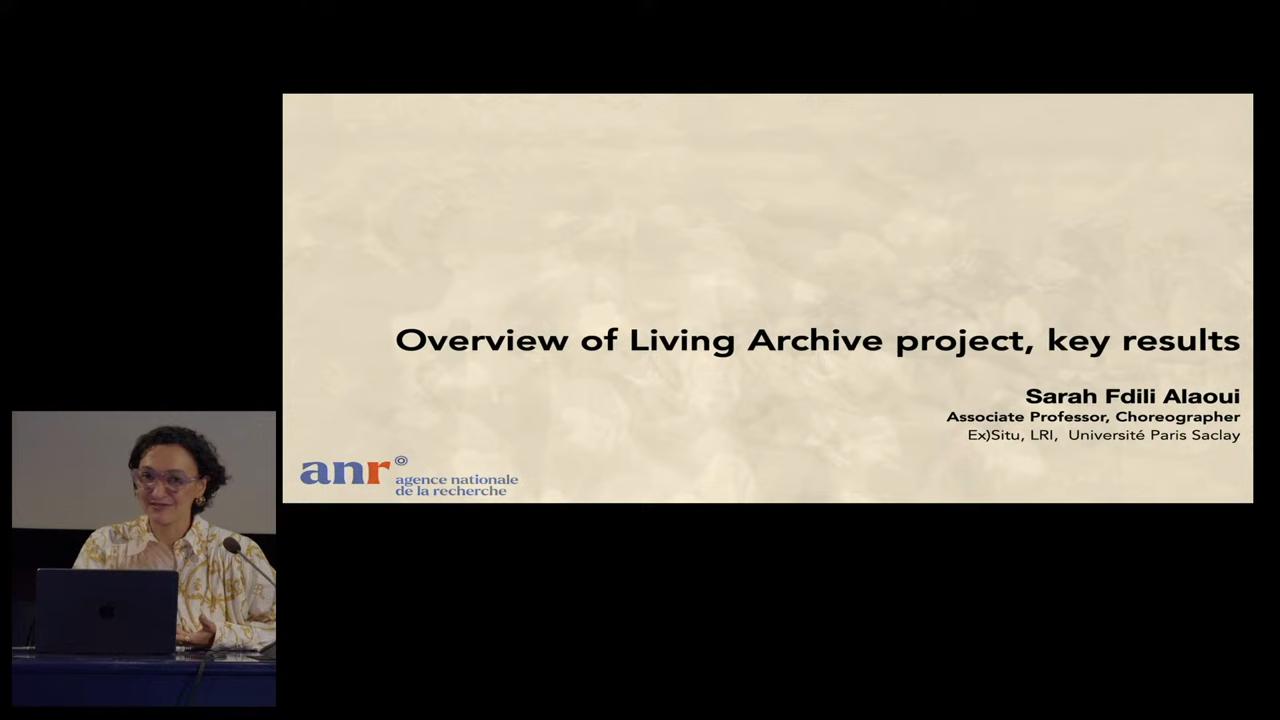 Overview of Living Archive project, key results
Sarah Fdili Alaoui
Associate Professor, Choreographer
Ex)Situ, LRI, Université Paris Saclay
anr
agence nationale
de la recherche